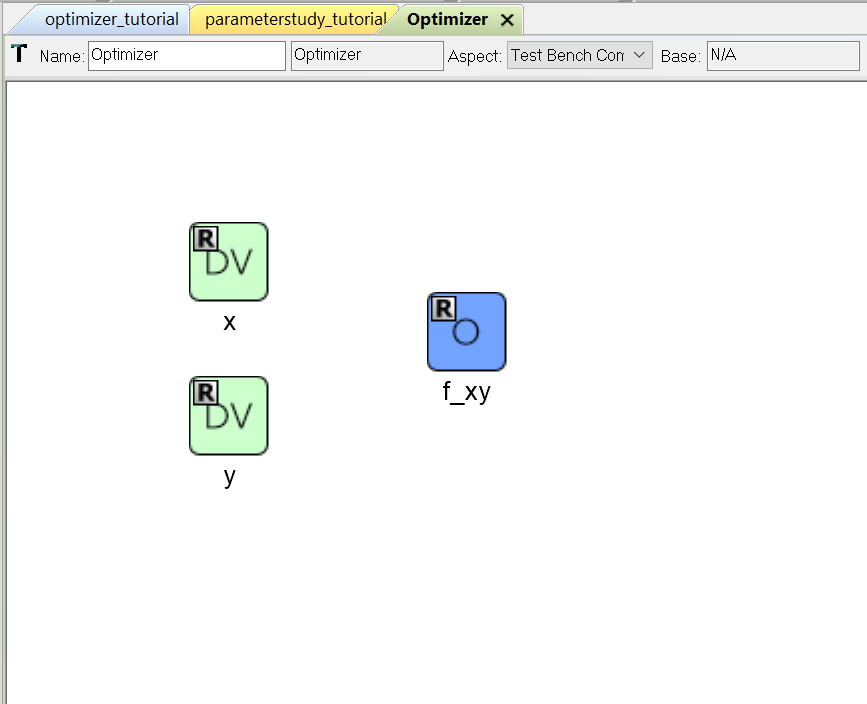 optimizer_tutorial parameterstudy_tutorial Optimizer
T Name: Optimizer Optimizer Aspect: Test Bench Con Base: N/A
R
DV
x
R
O
f_xy
R
DV
y